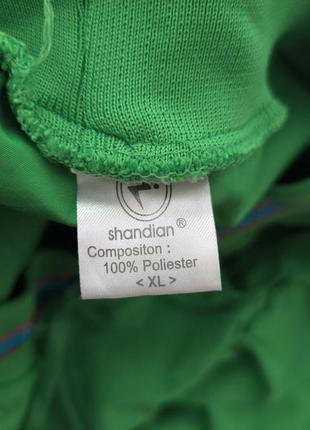 shandian ®
Compositon :
100% Poliester
< XL >